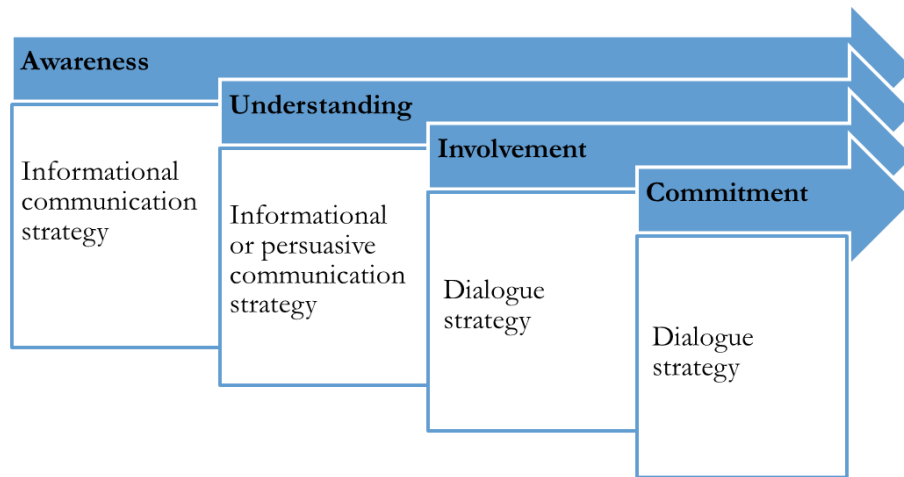 Awareness
Informational
communication
strategy
Understanding
Informational
or persuasive
communication
strategy
Involvement
Dialogue
strategy
Commitment
Dialogue
strategy